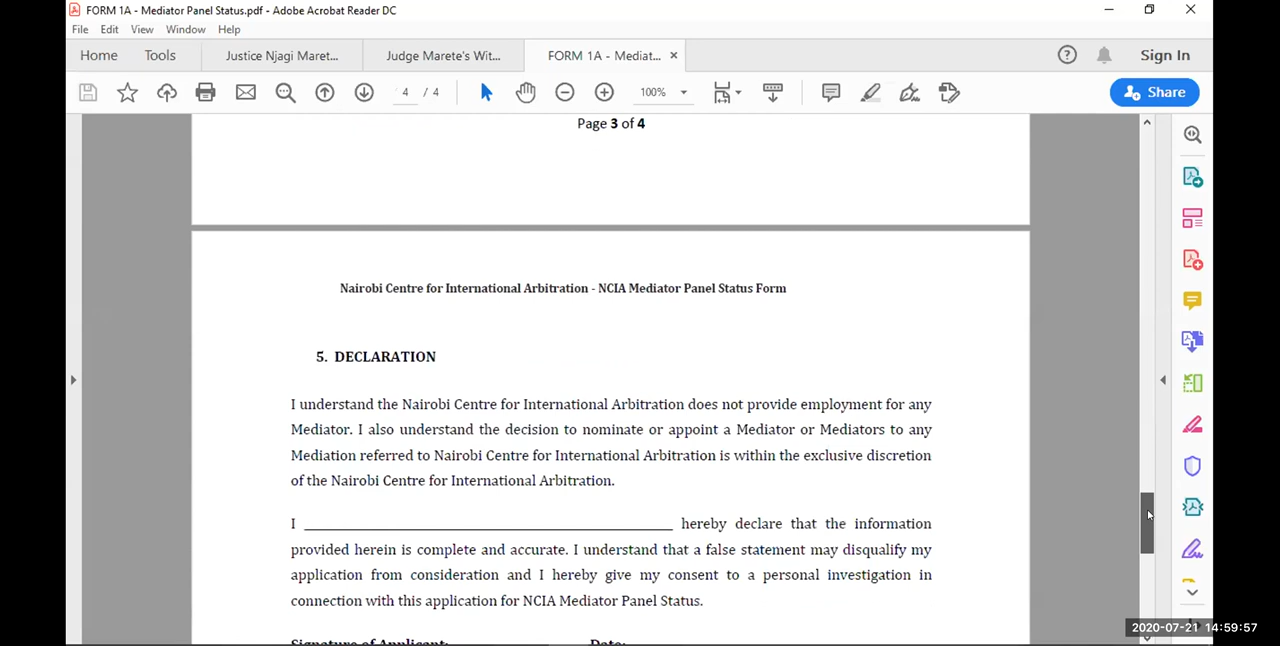 FORM 1A - Mediator Panel Status.pdf - Adobe Acrobat Reader DC
File Edit View Window Help
Home Tools Justice Njagi Maret... Judge Marete's Wit... FORM 1A - Mediat... × Sign In
4 / 4 100% Share
Page 3 of 4
Nairobi Centre for International Arbitration - NCIA Mediator Panel Status Form
5. DECLARATION
I understand the Nairobi Centre for International Arbitration does not provide employment for any
Mediator. I also understand the decision to nominate or appoint a Mediator or Mediators to any
Mediation referred to Nairobi Centre for International Arbitration is within the exclusive discretion
of the Nairobi Centre for International Arbitration.
I ______________________________________________ hereby declare that the information
provided herein is complete and accurate. I understand that a false statement may disqualify my
application from consideration and I hereby give my consent to a personal investigation in
connection with this application for NCIA Mediator Panel Status.
Signature of Applicant: Date:
2020-07-21 14:59:57